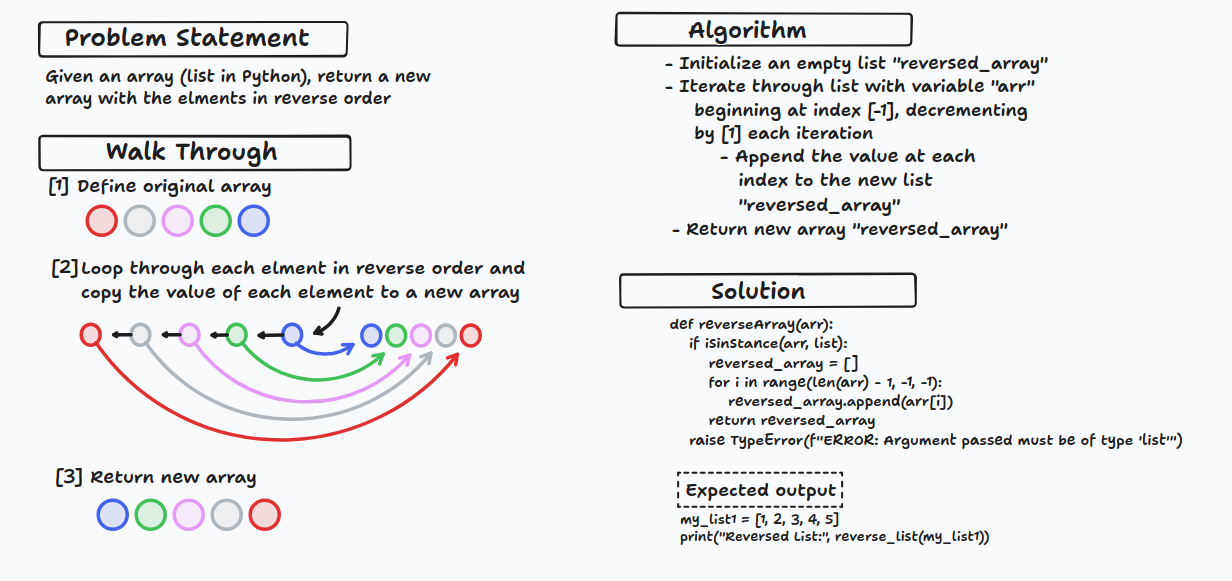 Problem Statement
Given an array (list in Python), return a new
array with the elments in reverse order
Walk Through
[1] Define original array
[2] Loop through each elment in reverse order and
copy the value of each element to a new array
[3] Return new array
Algorithm
- Initialize an empty list "reversed_array"
- Iterate through list with variable "arr"
beginning at index [-1], decrementing
by [1] each iteration
- Append the value at each
index to the new list
"reversed_array"
- Return new array "reversed_array"
Solution
def reverseArray(arr):
if isinstance(arr, list):
reversed_array = []
for i in range(len(arr) - 1, -1, -1):
reversed_array.append(arr[i])
return reversed_array
raise TypeError(f"ERROR: Argument passed must be of type 'list'")
Expected output
my_list1 = [1, 2, 3, 4, 5]
print("Reversed List:", reverse_list(my_list1))